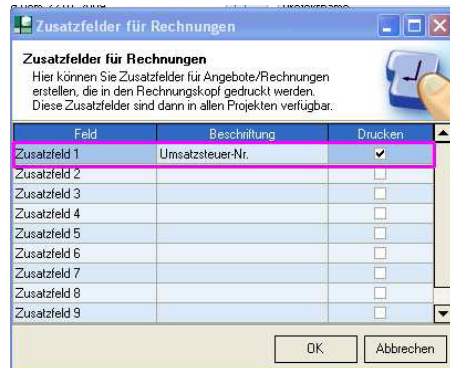 Zusatzfelder für Rechnungen
Zusatzfelder für Rechnungen
Hier können Sie Zusatzfelder für Angebote/Rechnungen
erstellen, die in den Rechnungskopf gedruckt werden.
Diese Zusatzfelder sind dann in allen Projekten verfügbar.
Feld Beschriftung Drucken
Zusatzfeld 1 Umsatzsteuer-Nr.
Zusatzfeld 2
Zusatzfeld 3
Zusatzfeld 4
Zusatzfeld 5
Zusatzfeld 6
Zusatzfeld 7
Zusatzfeld 8
Zusatzfeld 9
OK Abbrechen